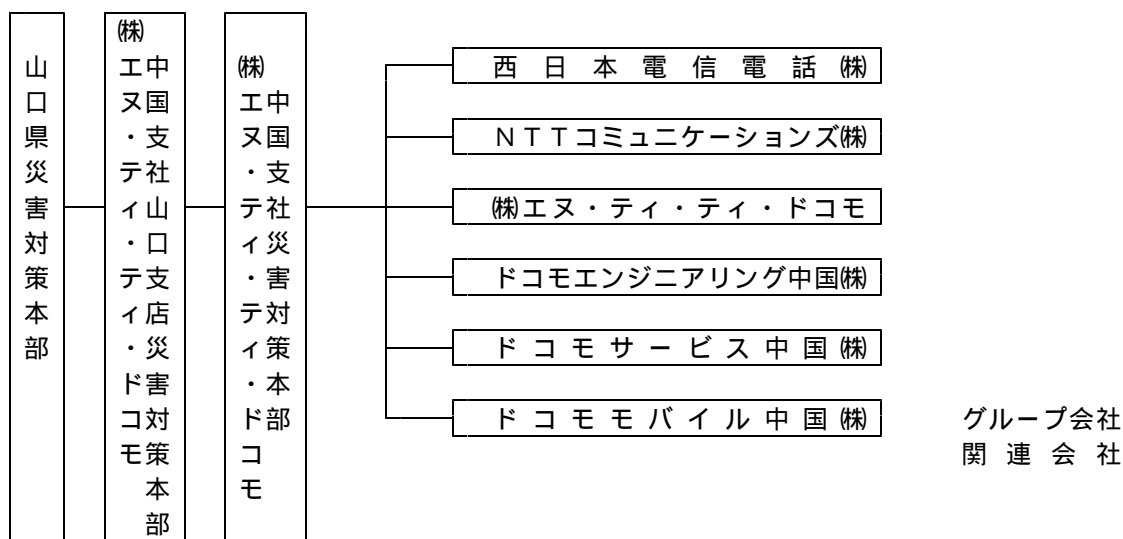 山口県災害対策本部
㈱エヌ・ティ・ティ・ドコモ
中国支社山口支店災害対策本部
㈱エヌ・ティ・ティ・ドコモ
中国支社災害対策本部
西日本電信電話㈱
ＮＴＴコミュニケーションズ㈱
㈱エヌ・ティ・ティ・ドコモ
ドコモエンジニアリング中国㈱
ドコモサービス中国㈱
ドコモモバイル中国㈱
グループ会社
関連会社